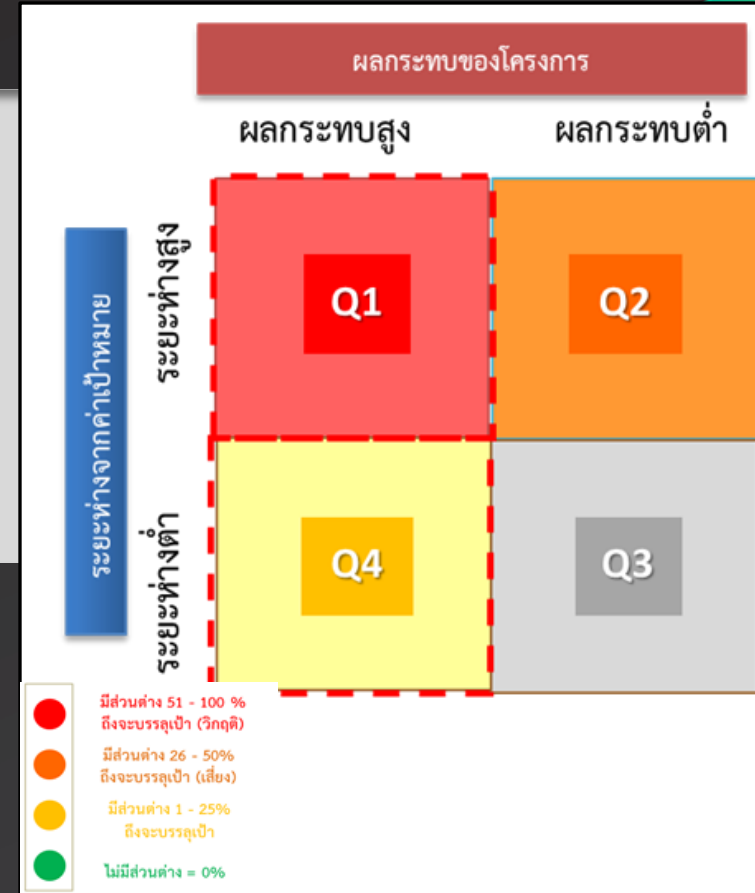 ผลกระทบของโครงการ
ผลกระทบสูง
ผลกระทบต่ำ
ระยะห่างจากค่าเป้าหมาย
ระยะห่างสูง
Q1
Q2
ระยะห่างต่ำ
Q4
Q3
มีส่วนต่าง 51 - 100 %
ถึงจะบรรลุเป้า (วิกฤติ)
มีส่วนต่าง 26 - 50%
ถึงจะบรรลุเป้า (เสี่ยง)
มีส่วนต่าง 1 - 25%
ถึงจะบรรลุเป้า
ไม่มีส่วนต่าง = 0%